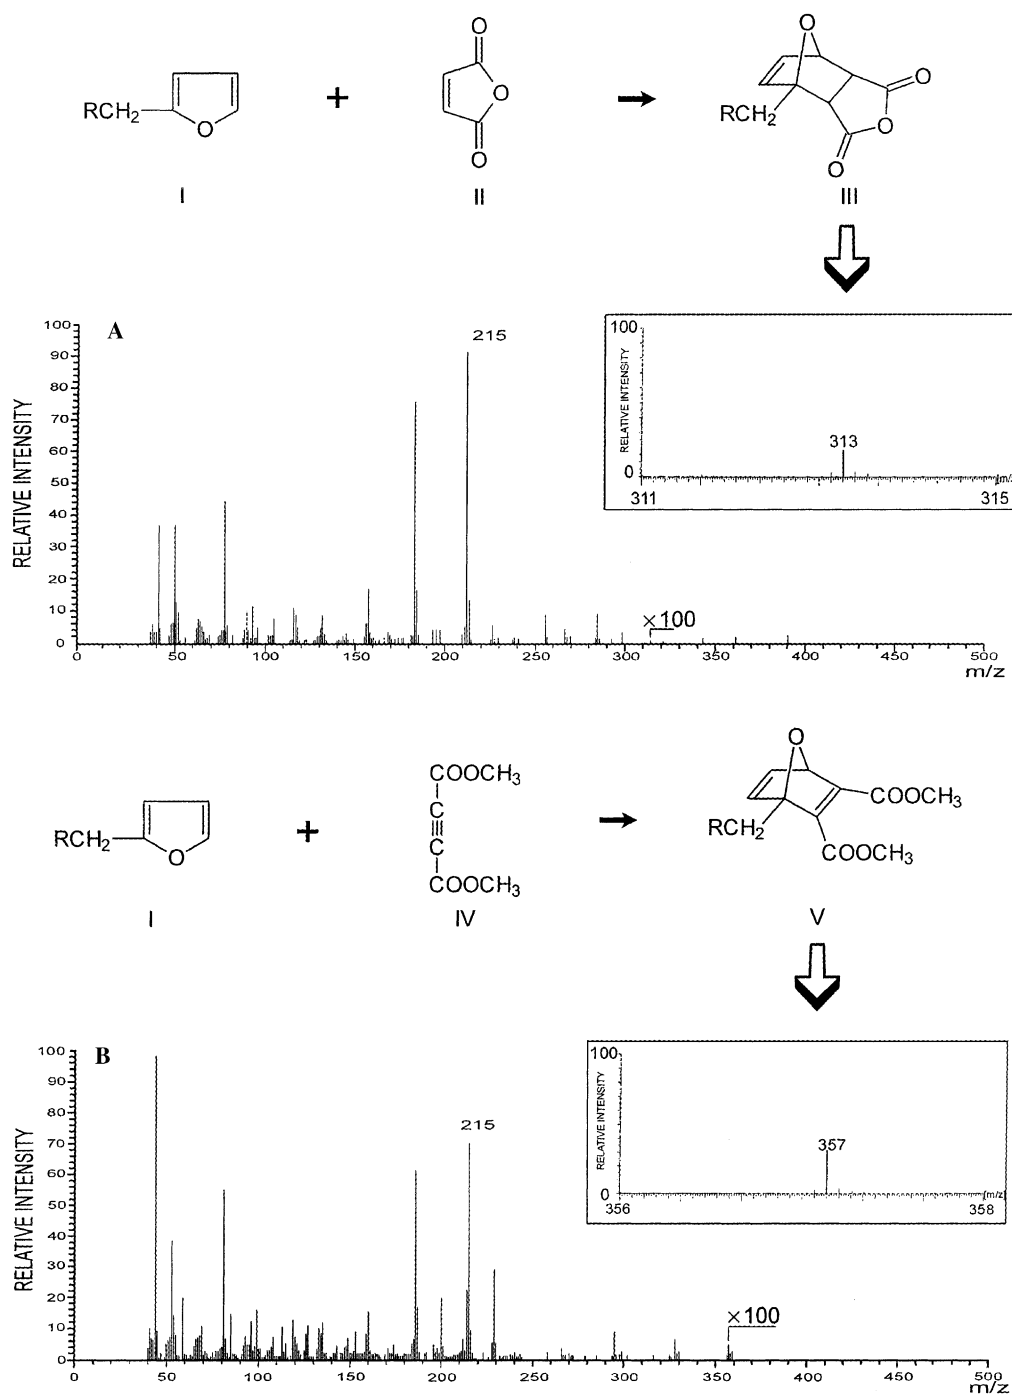 O
RCH₂
O
+
O
O
O
RCH₂
O
O
O
I
II
III
A
RELATIVE INTENSITY
100
90
80
70
60
50
40
30
20
10
0
215
×100
0
50
100
150
200
250
300
350
400
450
500
m/z
100
RELATIVE INTENSITY
0
313
311
315
m/z
RCH₂
O
+
COOCH₃
C
C
COOCH₃
O
RCH₂
COOCH₃
COOCH₃
I
IV
V
B
RELATIVE INTENSITY
100
90
80
70
60
50
40
30
20
10
0
215
×100
0
50
100
150
200
250
300
350
400
450
500
m/z
100
RELATIVE INTENSITY
0
357
356
358
m/z